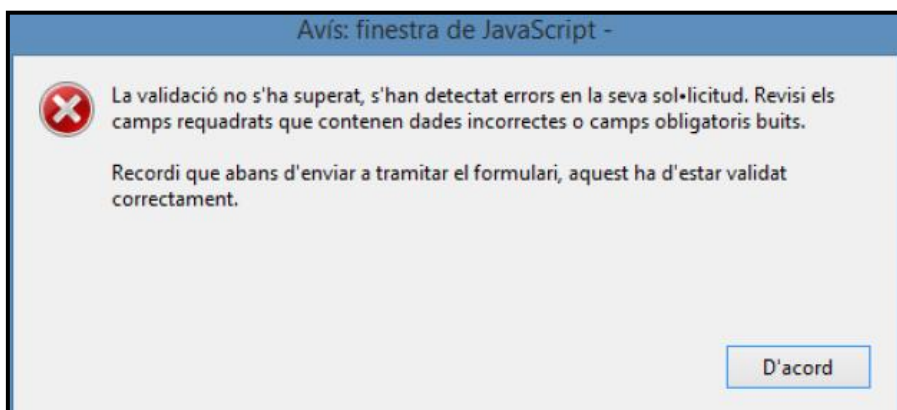 Avís: finestra de JavaScript -
La validació no s'ha superat, s'han detectat errors en la seva sol•licitud. Revisi els
camps requadrats que contenen dades incorrectes o camps obligatoris buits.
Recordi que abans d'enviar a tramitar el formulari, aquest ha d'estar validat
correctament.
D'acord